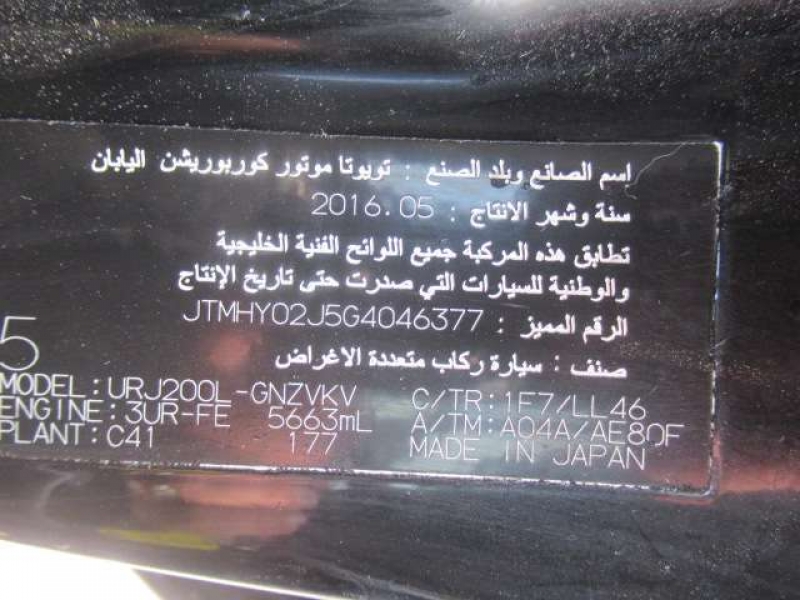 اسم الصانع وبلد الصنع : تويوتا موتور كوربوريشن اليابان
سنة وشهر الانتاج : 2016.05
تطابق هذه المركبة جميع اللوائح الفنية الخليجية
والوطنية للسيارات التي صدرت حتى تاريخ الإنتاج
الرقم المميز : JTMHY02J5G4046377
صنف : سيارة ركاب متعددة الاغراض
5
MODEL:URJ200L-GNZVKV C/TR:1F7/LL46
ENGINE:3UR-FE 5663mL A/TM:A04A/AE80F
PLANT:C41 177 MADE IN JAPAN